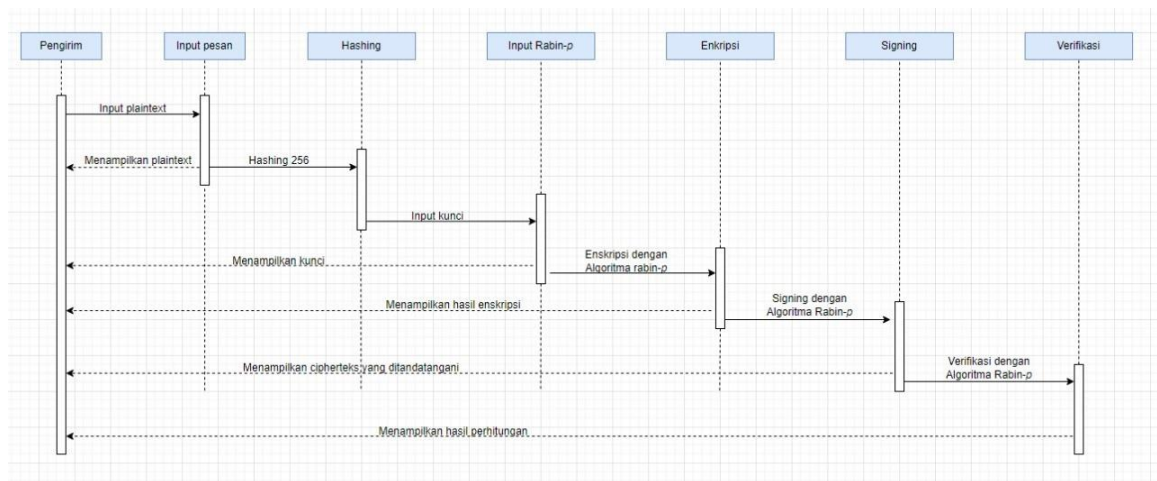 Pengirim
Input pesan
Hashing
Input Rabin-p
Enkripsi
Signing
Verifikasi
Input plaintext
Menampilkan plaintext
Hashing 256
Input kunci
Menampilkan kunci
Enskripsi dengan
Algoritma rabin-p
Menampilkan hasil enskripsi
Signing dengan
Algoritma Rabin-p
Menampilkan cipherteks yang ditandatangani
Verifikasi dengan
Algoritma Rabin-p
Menampilkan hasil perhitungan